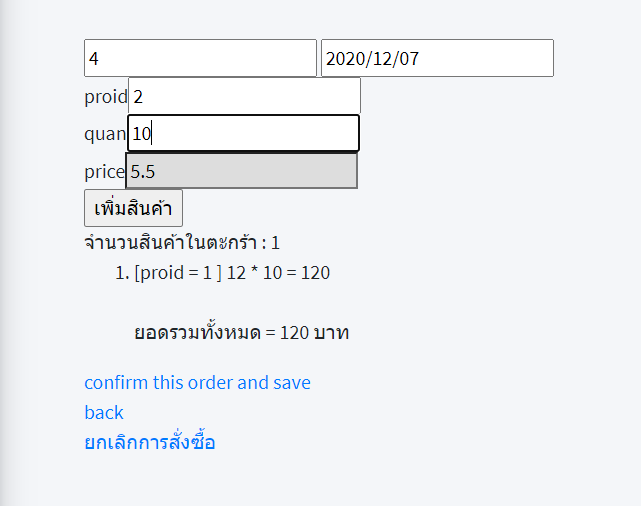 4 2020/12/07
proid 2
quan 10
price 5.5
เพิ่มสินค้า
จำนวนสินค้าในตะกร้า : 1
1. [proid = 1 ] 12 * 10 = 120
ยอดรวมทั้งหมด = 120 บาท
confirm this order and save
back
ยกเลิกการสั่งซื้อ